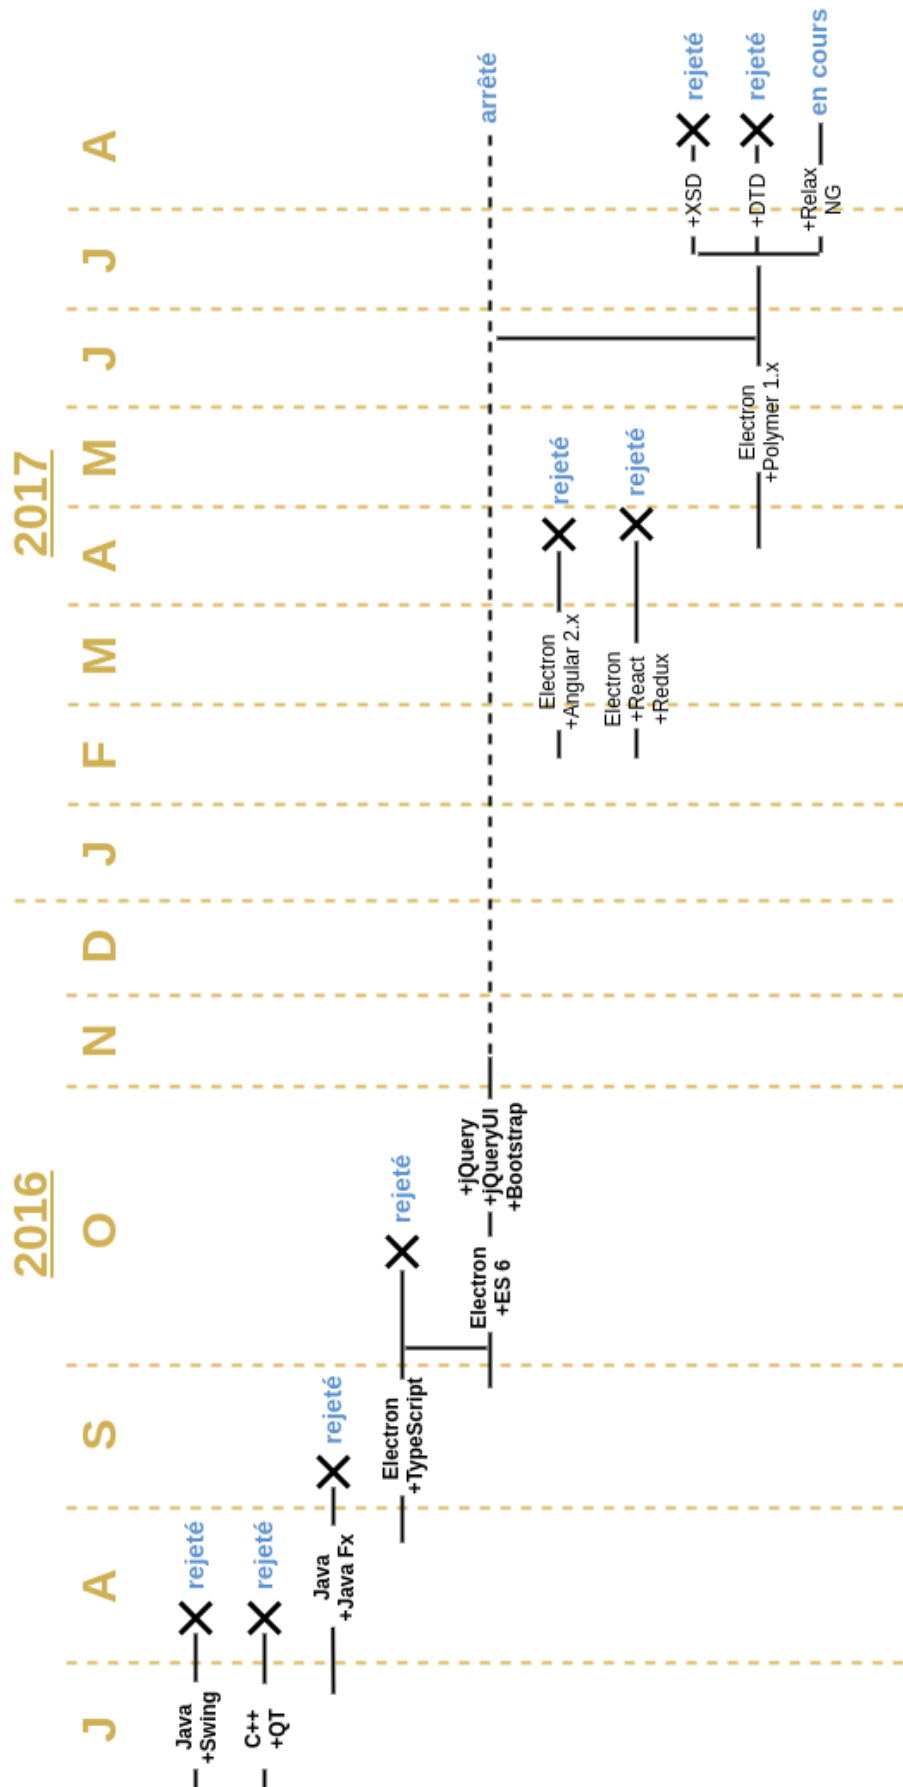 2016
2017
J
A
S
O
N
D
J
F
M
A
M
J
J
A
Java
+Swing
rejeté
C++
+QT
rejeté
Java
+Java Fx
rejeté
Electron
+TypeScript
rejeté
Electron
+ES 6
+jQuery
+jQueryUI
+Bootstrap
arrêté
Electron
+Angular 2.x
rejeté
Electron
+React
+Redux
rejeté
Electron
+Polymer 1.x
+XSD
rejeté
+DTD
rejeté
+Relax
NG
en cours